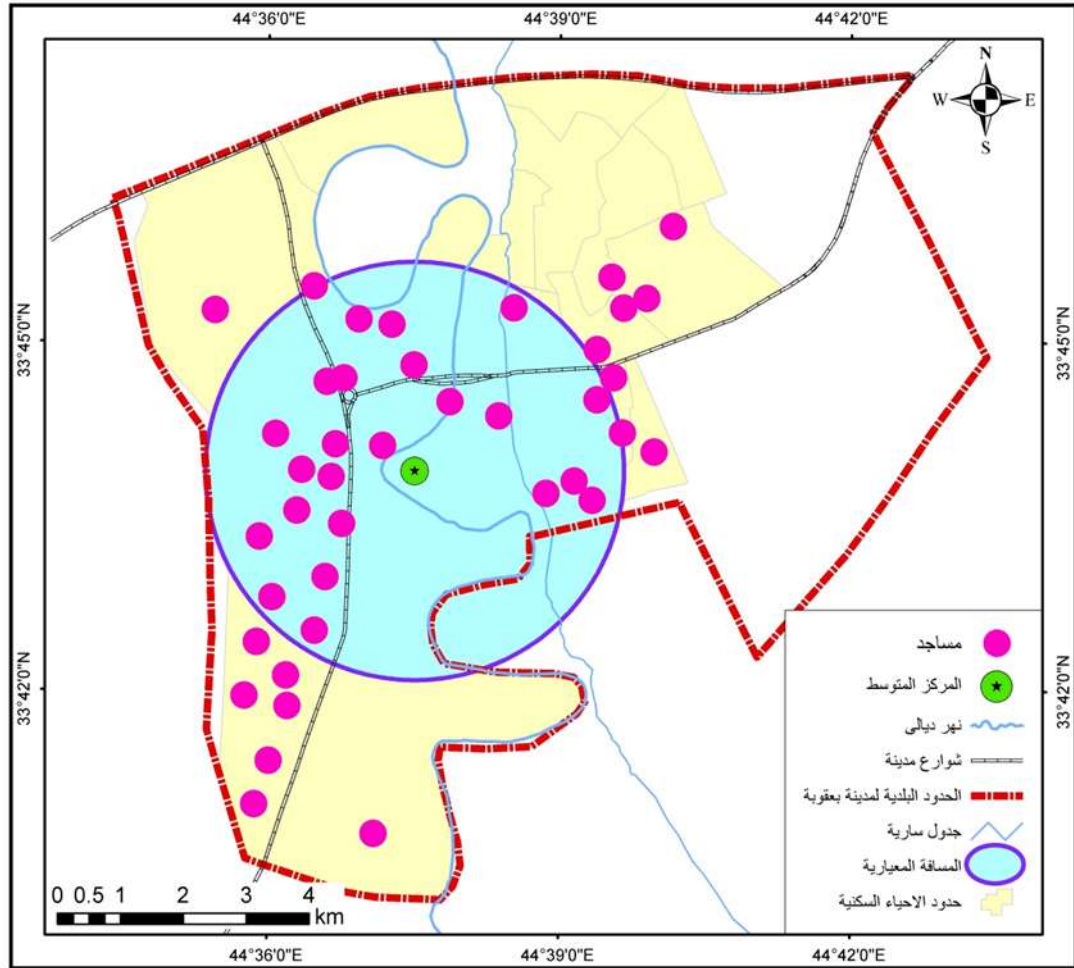 44°36'0"E 44°39'0"E 44°42'0"E
N
W E
S
33°45'0"N 33°45'0"N
33°42'0"N 33°42'0"N
مساجد
المركز المتوسط
نهر ديالى
شوارع مدينة
الحدود البلدية لمدينة بعقوبة
جدول سارية
المسافة المعيارية
حدود الاحياء السكنية
0 0.5 1 2 3 4
km
44°36'0"E 44°39'0"E 44°42'0"E